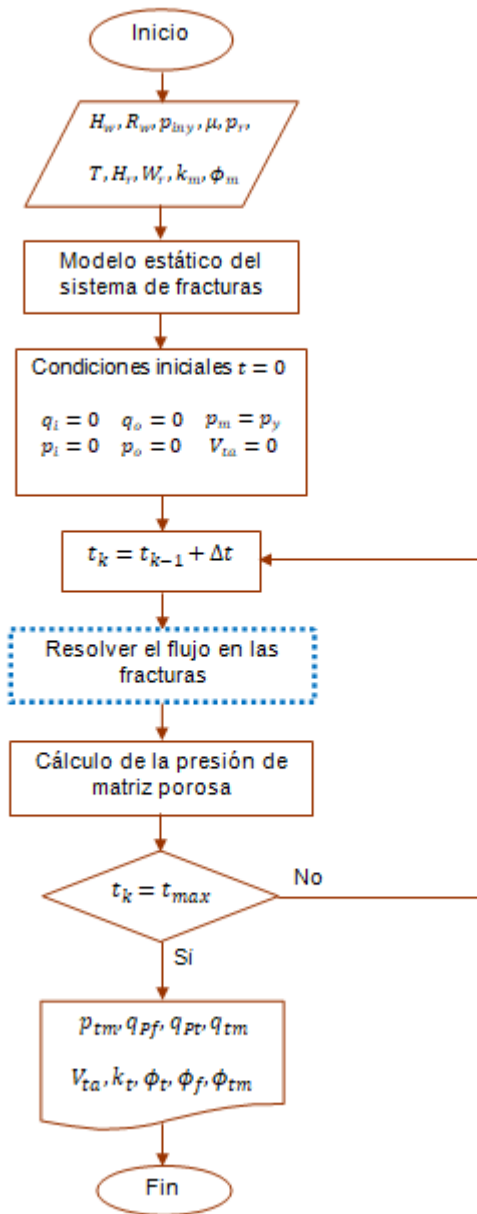 Inicio
H_w, R_w, p_iny, μ, p_r,
T, H_r, W_r, k_m, ϕ_m
Modelo estático del
sistema de fracturas
Condiciones iniciales t = 0
q_i = 0 q_o = 0 p_m = p_y
p_i = 0 p_o = 0 V_ta = 0
t_k = t_{k−1} + Δt
Resolver el flujo en las
fracturas
Cálculo de la presión de
matriz porosa
t_k = t_max
No
Sí
p_tm, q_Pf, q_Pt, q_tm
V_ta, k_t, ϕ_t, ϕ_f, ϕ_tm
Fin